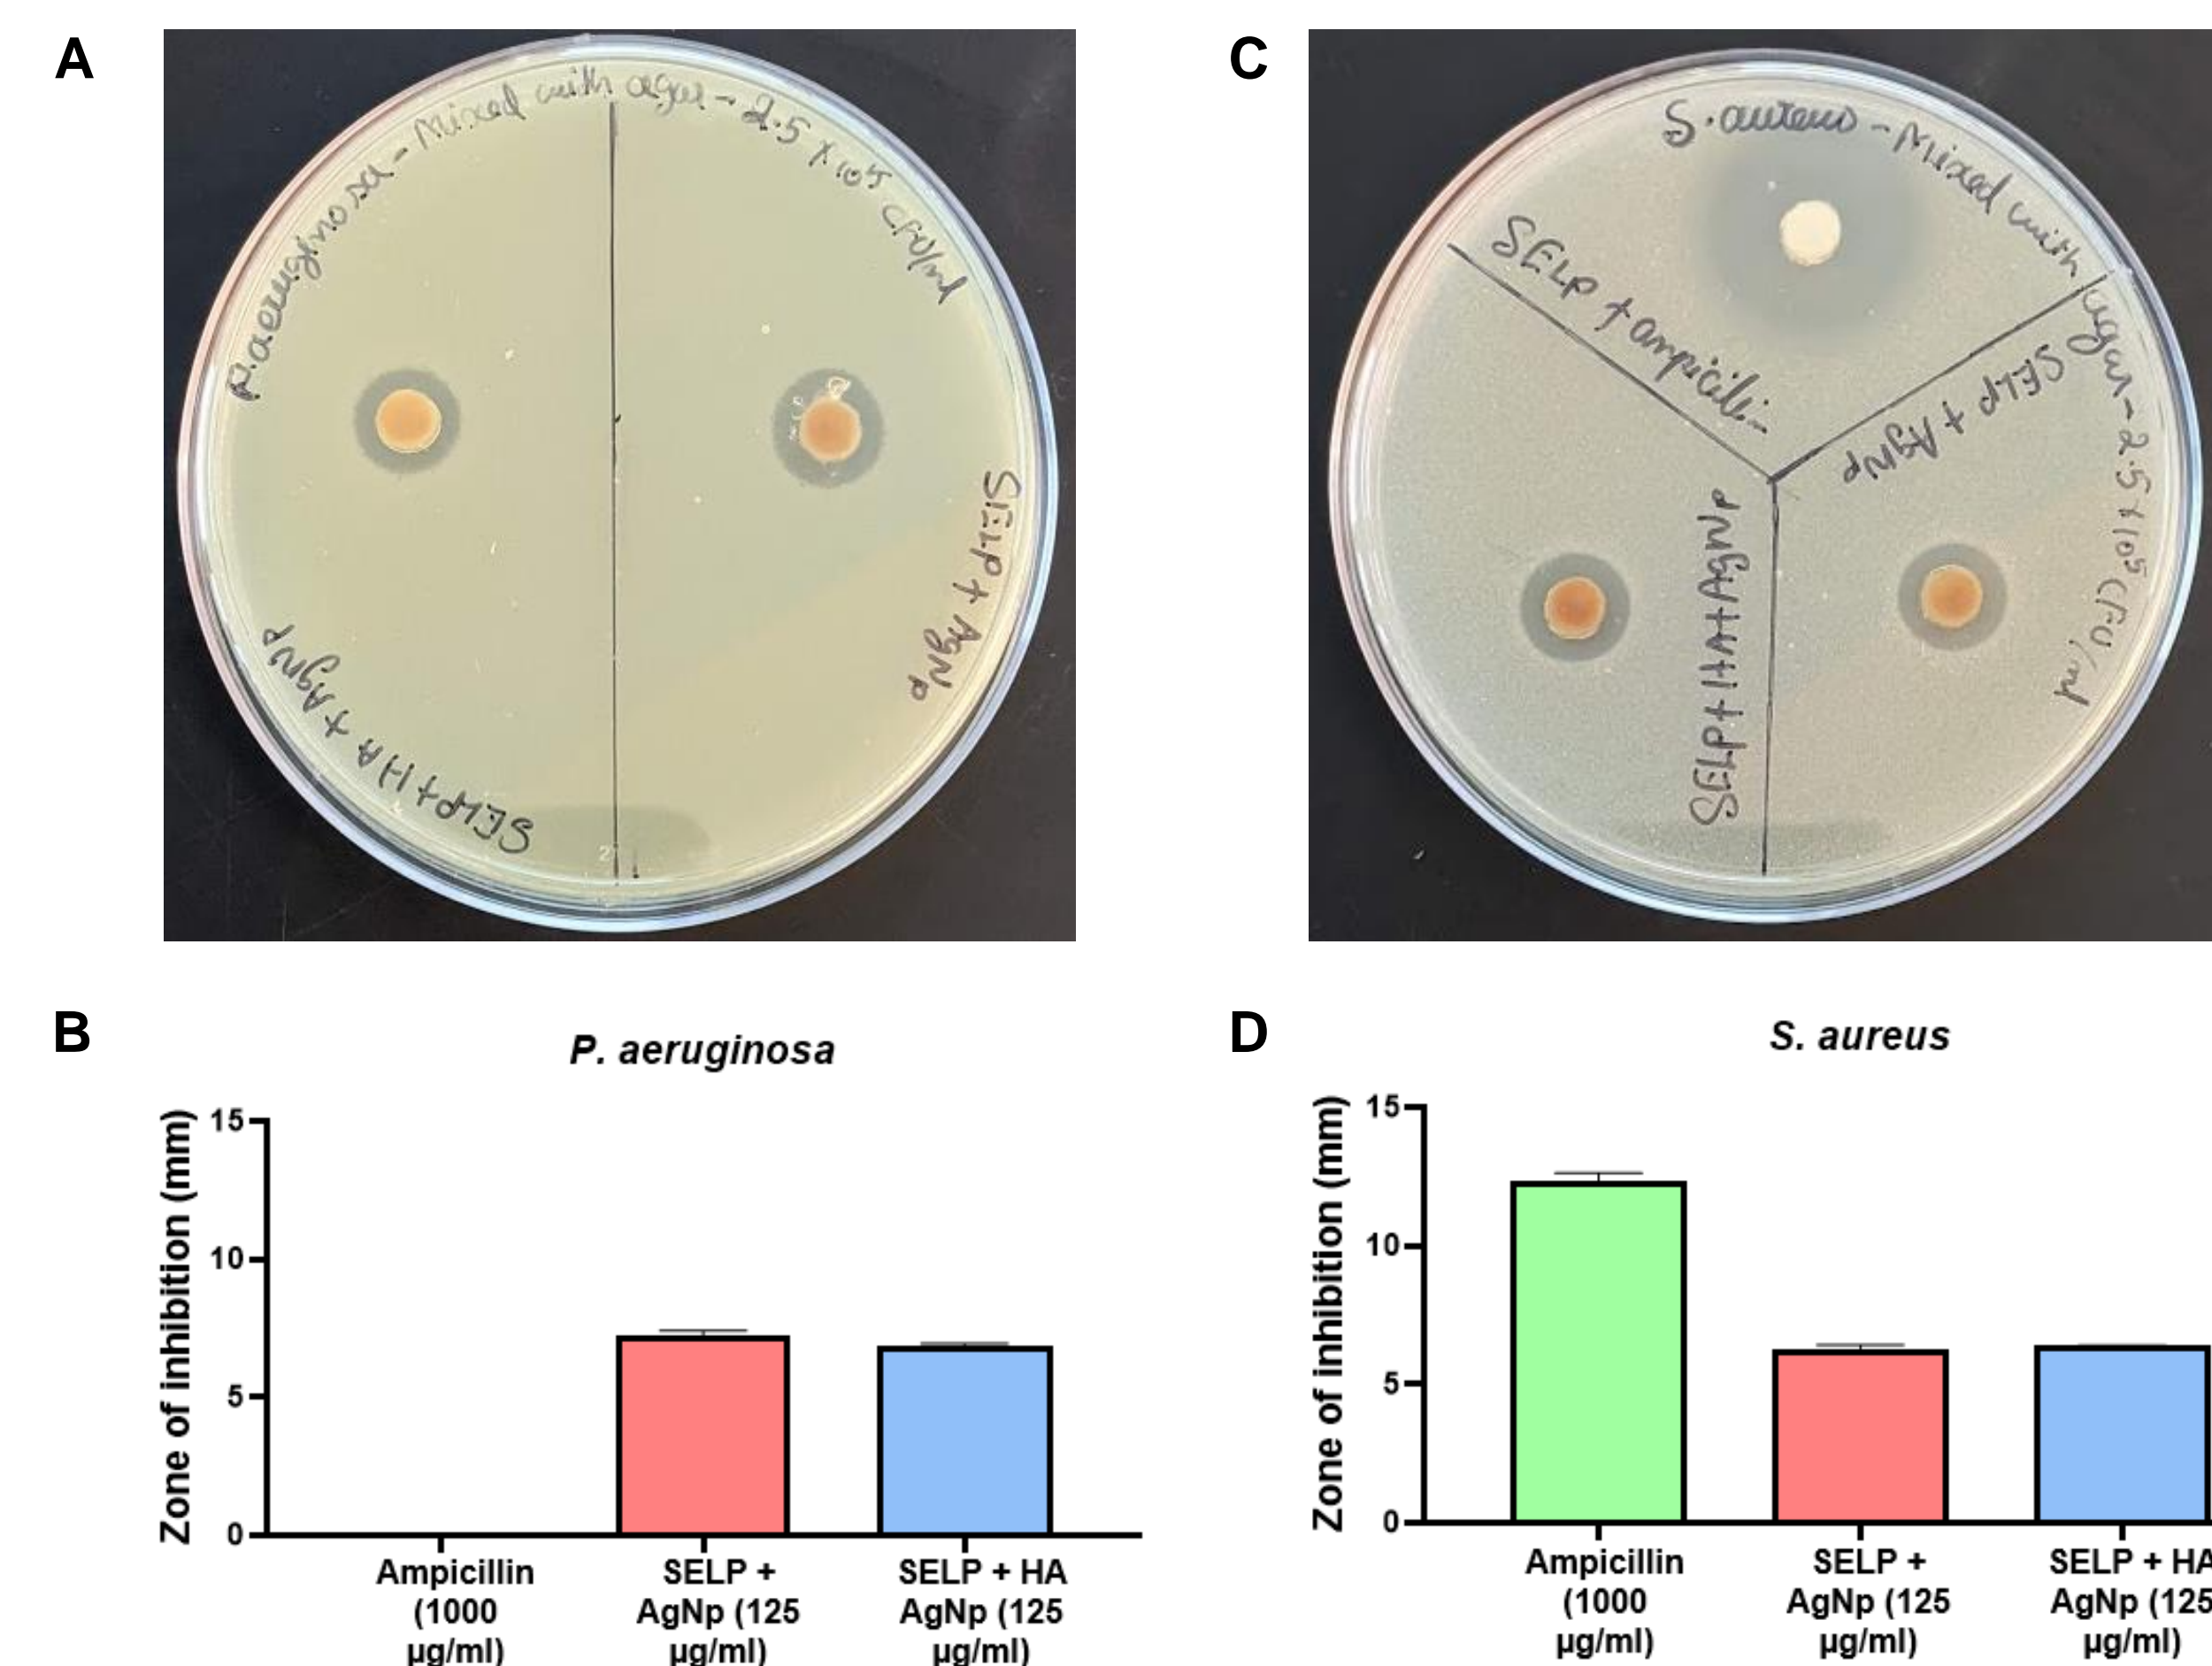 A
P. aeruginosa - Mixed with agar - 2.5 X 10⁵ CFU/ml
SELP + HA + AgNP
SELP + AgNp
2
C
S. aureus - Mixed with agar - 2.5 X 10⁵ CFU/ml
SELP + ampicillin
SELP + AgNP
SELP + HA + AgNp
B
P. aeruginosa
Zone of inhibition (mm)
15
10
5
0
Ampicillin
(1000
µg/ml)
SELP +
AgNp (125
µg/ml)
SELP + HA
AgNp (125
µg/ml)
D
S. aureus
Zone of inhibition (mm)
15
10
5
0
Ampicillin
(1000
µg/ml)
SELP +
AgNp (125
µg/ml)
SELP + HA
AgNp (125
µg/ml)